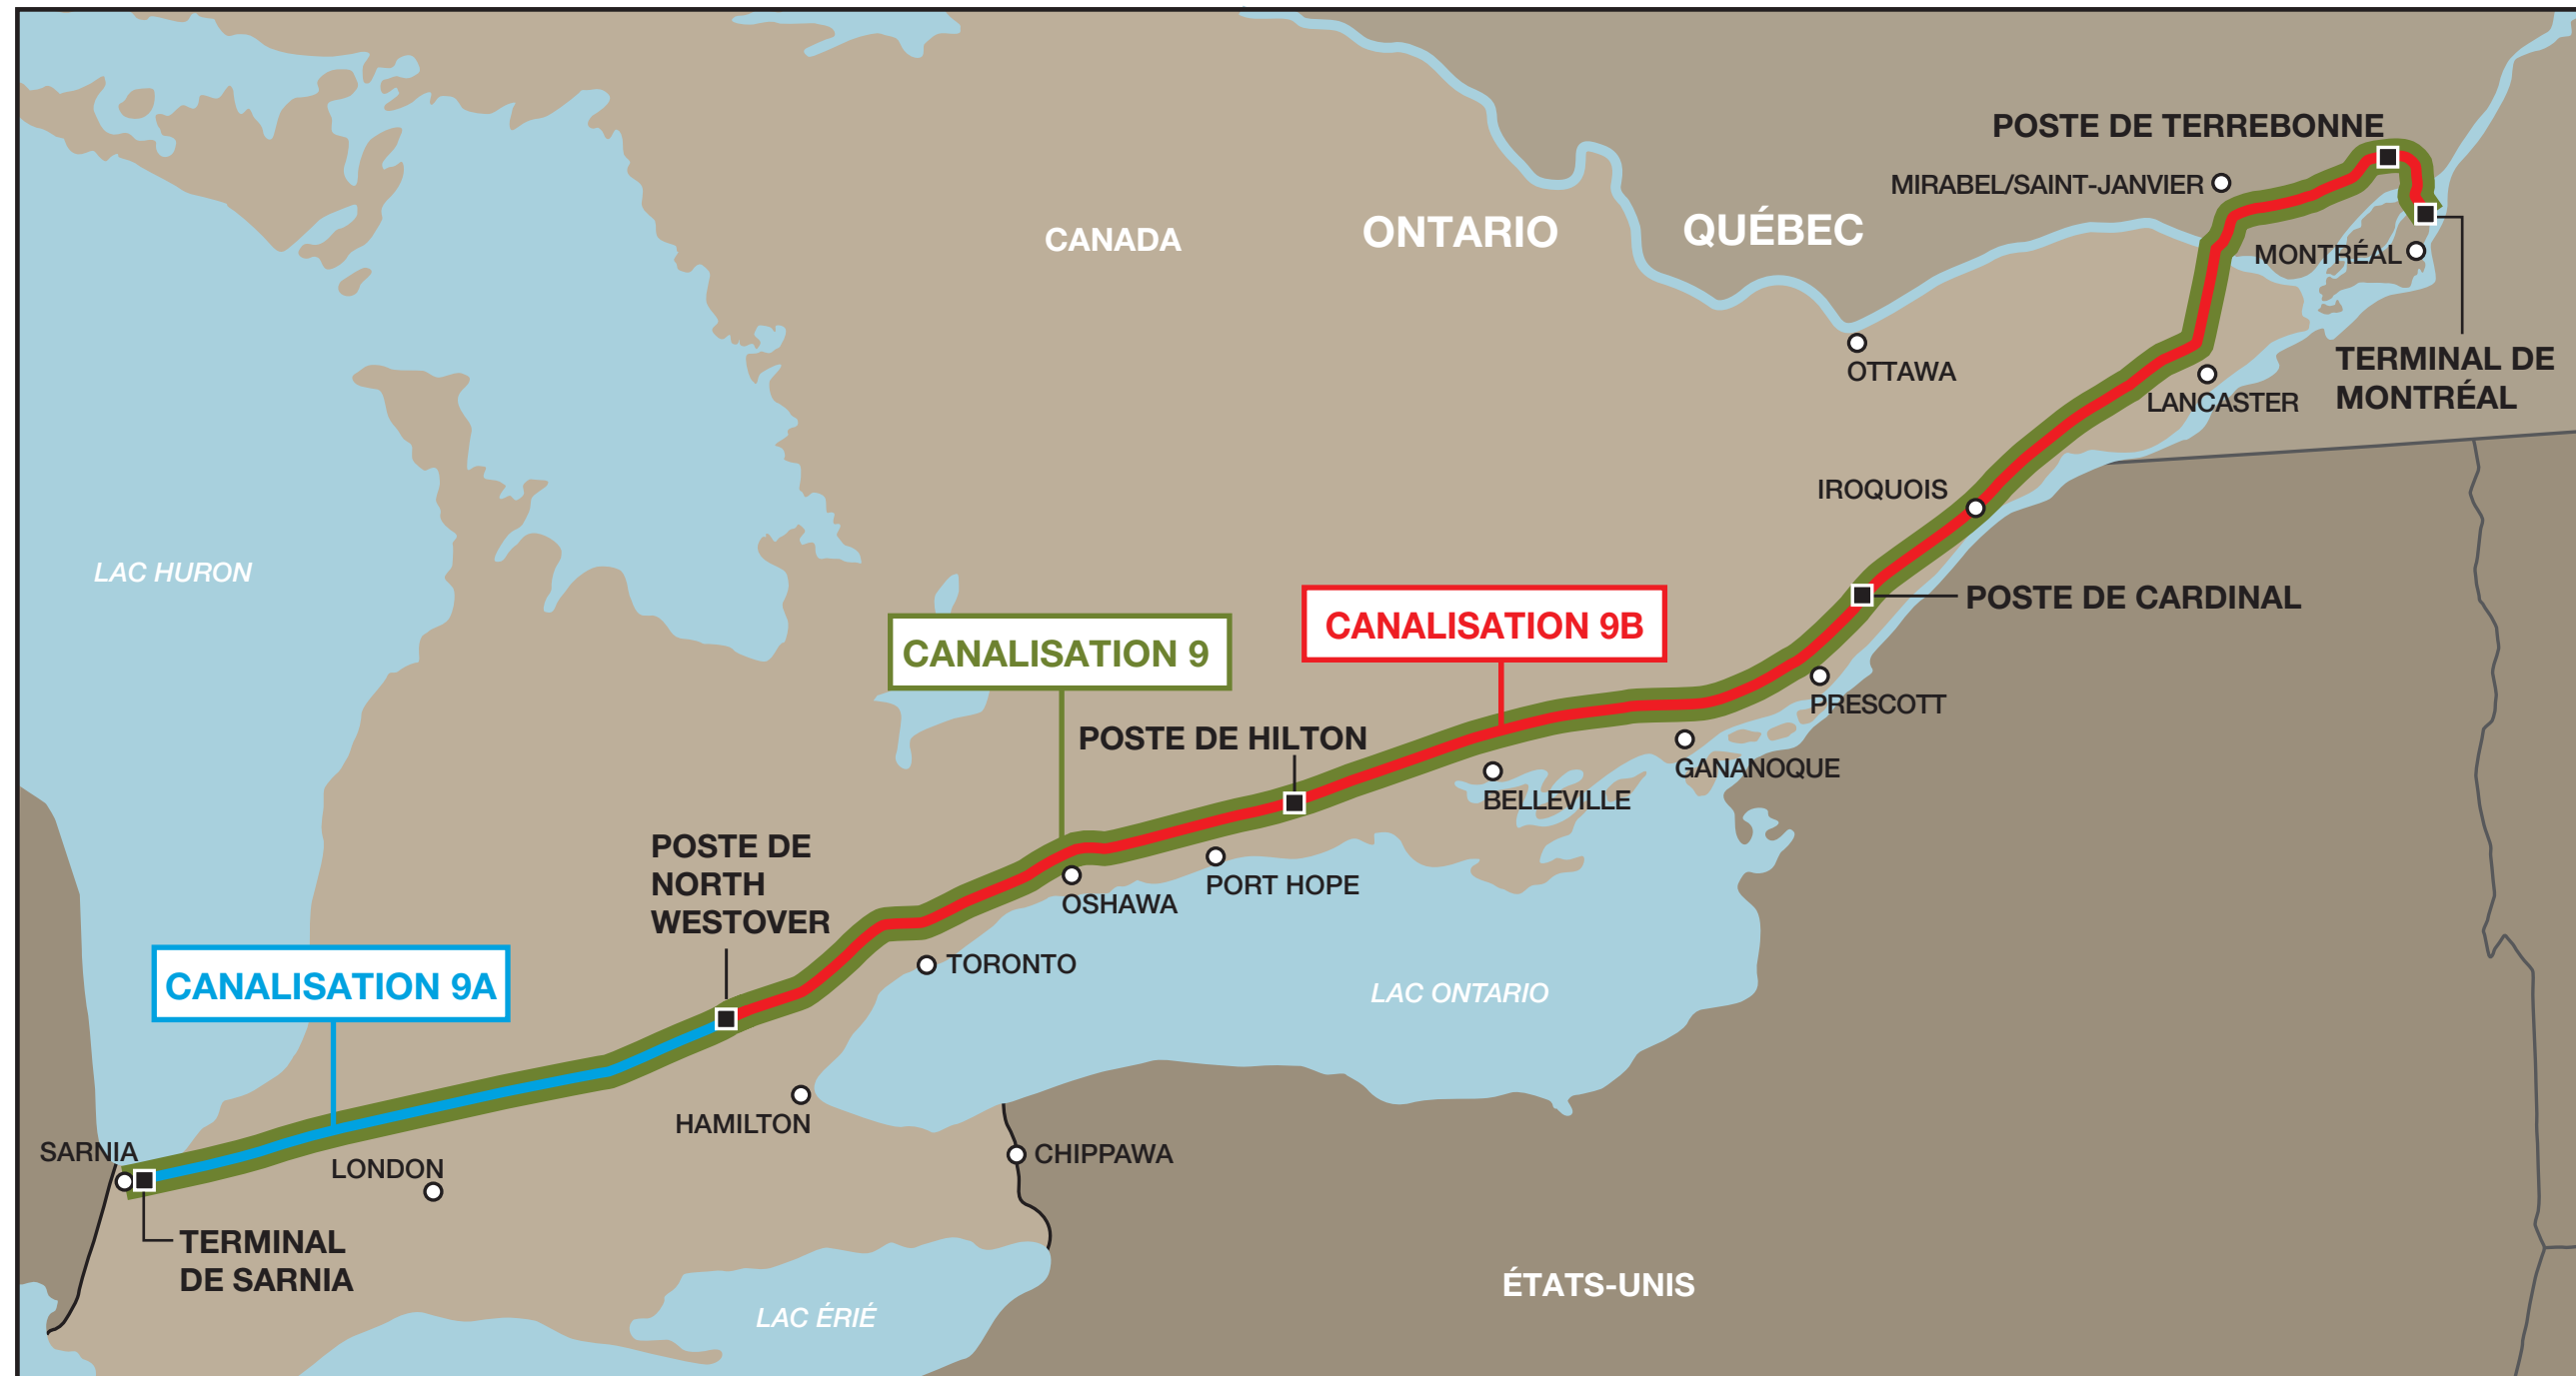 POSTE DE TERREBONNE
MIRABEL/SAINT-JANVIER
CANADA
ONTARIO
QUÉBEC
MONTRÉAL
OTTAWA
TERMINAL DE
MONTRÉAL
LANCASTER
IROQUOIS
LAC HURON
POSTE DE CARDINAL
CANALISATION 9B
CANALISATION 9
PRESCOTT
POSTE DE HILTON
GANANOQUE
BELLEVILLE
POSTE DE
NORTH
WESTOVER
PORT HOPE
OSHAWA
TORONTO
CANALISATION 9A
LAC ONTARIO
HAMILTON
SARNIA
CHIPPAWA
LONDON
TERMINAL
DE SARNIA
ÉTATS-UNIS
LAC ÉRIÉ